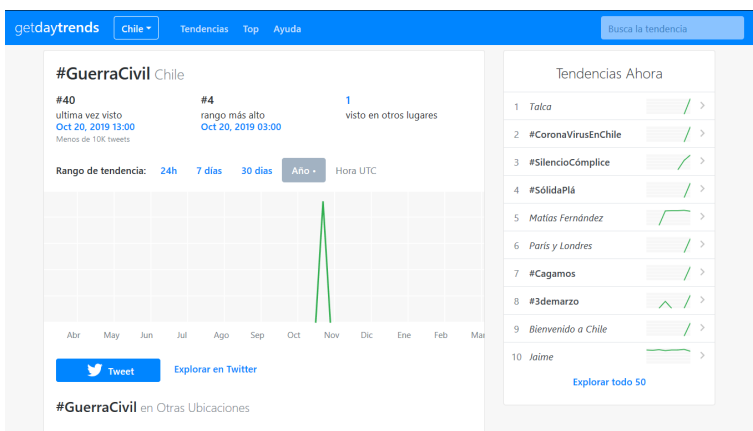 getdaytrends Chile Tendencias Top Ayuda Busca la tendencia
#GuerraCivil Chile
#40 #4 1
ultima vez visto rango más alto visto en otros lugares
Oct 20, 2019 13:00 Oct 20, 2019 03:00
Menos de 10K tweets
Rango de tendencia: 24h 7 días 30 dias Año • Hora UTC
Abr May Jun Jul Ago Sep Oct Nov Dic Ene Feb Mar
Tweet Explorar en Twitter
#GuerraCivil en Otras Ubicaciones
Tendencias Ahora
1 Talca
2 #CoronaVirusEnChile
3 #SilencioCómplice
4 #SólidaPlá
5 Matías Fernández
6 París y Londres
7 #Cagamos
8 #3demarzo
9 Bienvenido a Chile
10 Jaime
Explorar todo 50